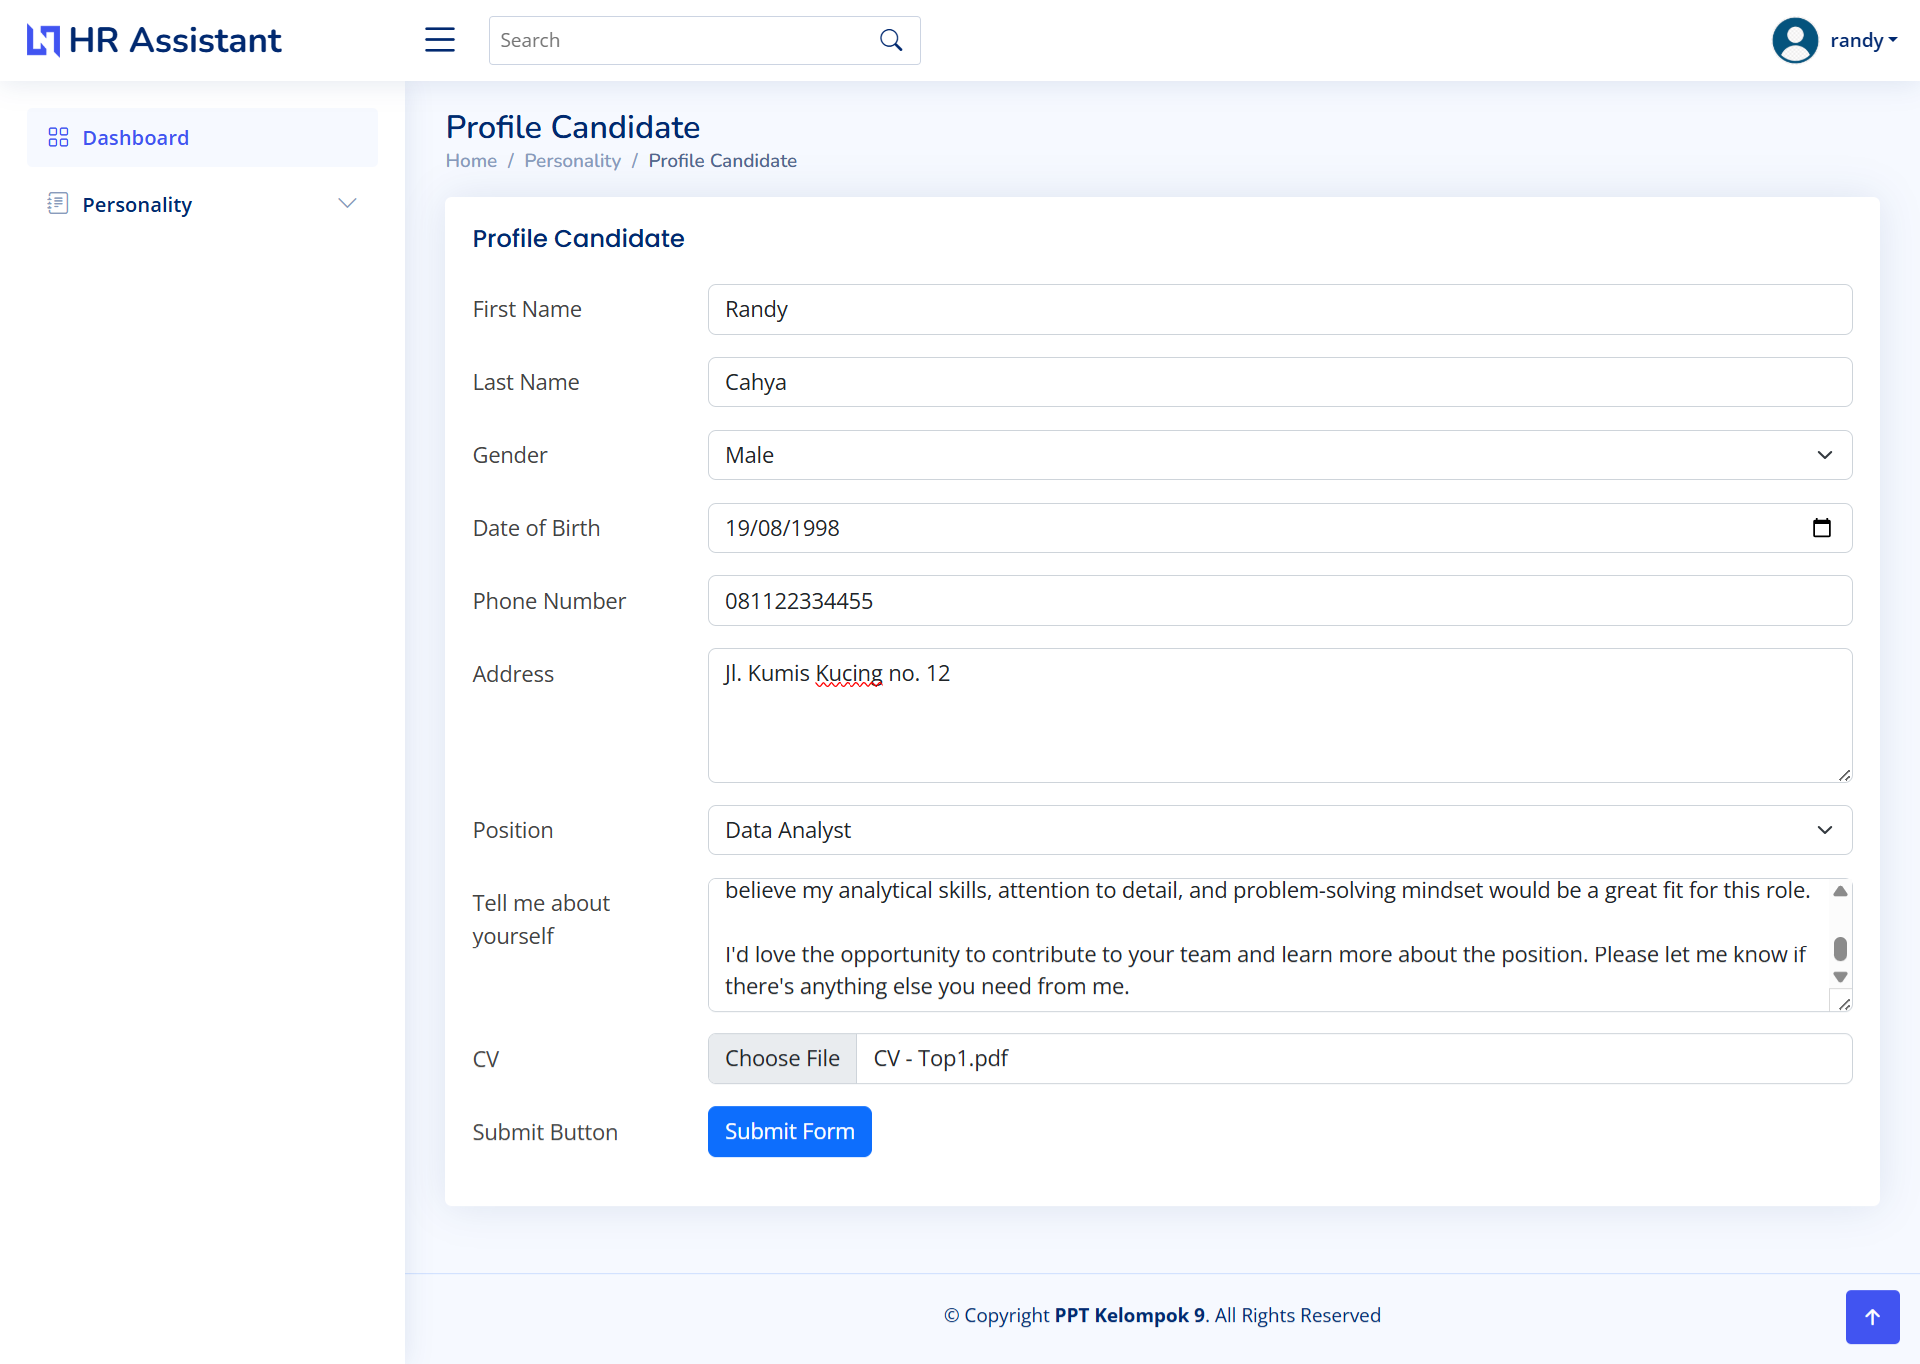 HR Assistant
Search
randy
Dashboard
Personality
Profile Candidate
Home / Personality / Profile Candidate
Profile Candidate
First Name
Randy
Last Name
Cahya
Gender
Male
Date of Birth
19/08/1998
Phone Number
081122334455
Address
Jl. Kumis Kucing no. 12
Position
Data Analyst
Tell me about
yourself
believe my analytical skills, attention to detail, and problem-solving mindset would be a great fit for this role.
I'd love the opportunity to contribute to your team and learn more about the position. Please let me know if
there's anything else you need from me.
CV
Choose File
CV - Top1.pdf
Submit Button
Submit Form
© Copyright PPT Kelompok 9. All Rights Reserved